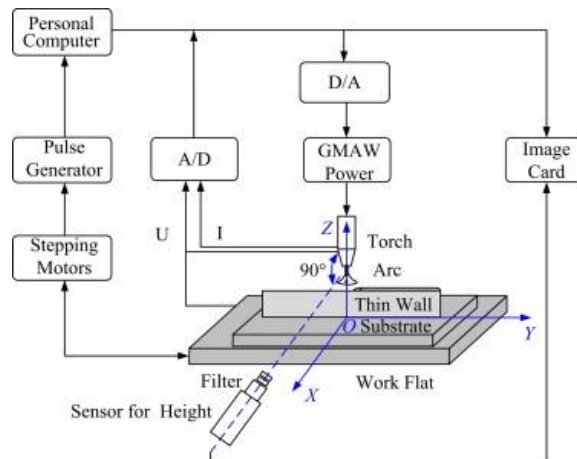 Personal
Computer
D/A
Pulse
Generator
A/D
GMAW
Power
Image
Card
Stepping
Motors
U
I
Z
Torch
90°
Arc
Thin Wall
O
Substrate
Y
Filter
X
Work Flat
Sensor for Height